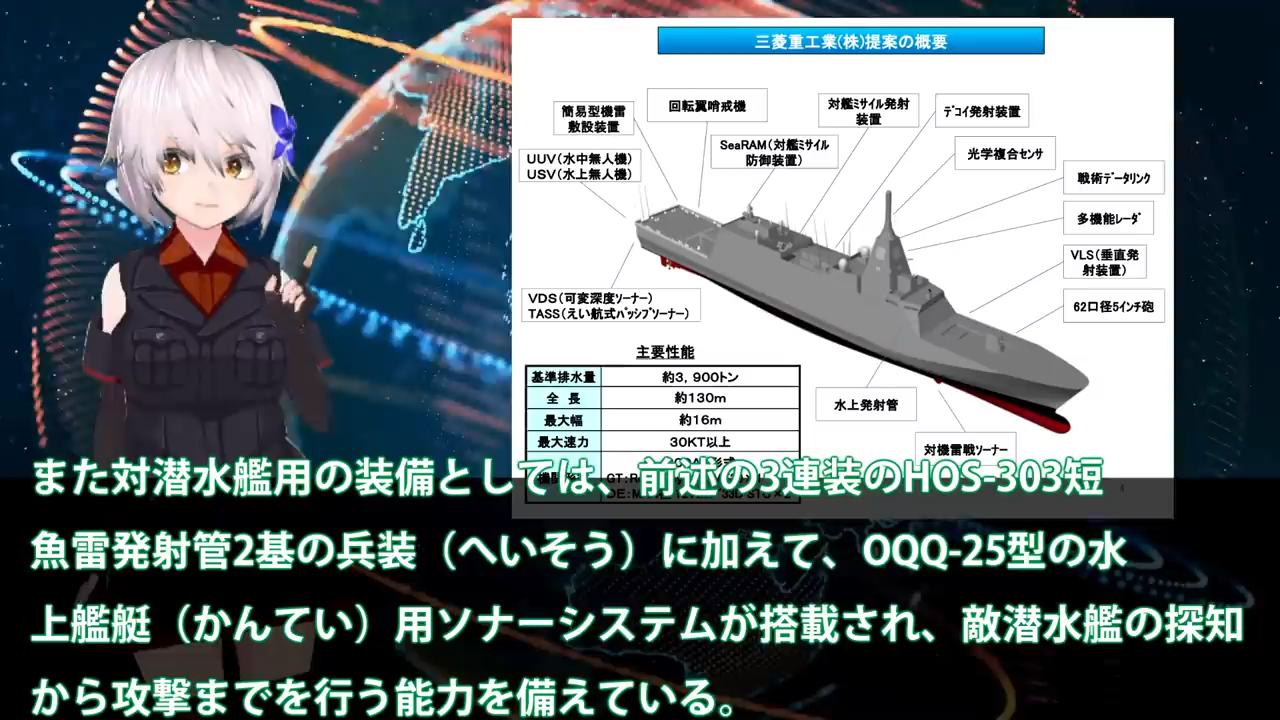 三菱重工業(株)提案の概要
簡易型機雷
敷設装置
回転翼哨戒機
対艦ﾐｻｲﾙ発射
装置
ﾃﾞｺｲ発射装置
UUV(水中無人機)
USV(水上無人機)
SeaRAM(対艦ﾐｻｲﾙ
防御装置)
光学複合センサ
戦術ﾃﾞｰﾀﾘﾝｸ
多機能ﾚｰﾀﾞ
VLS(垂直発
射装置)
62口径5ｲﾝﾁ砲
VDS(可変深度ソーナー)
TASS(えい航式ﾊﾟｯｼﾌﾞソーナー)
水上発射管
対機雷戦ソーナー
主要性能
基準排水量 約3,900トン
全 長 約130m
最大幅 約16m
最大速力 30KT以上
また対潜水艦用の装備としては、前述の3連装のHOS-303短
魚雷発射管2基の兵装（へいそう）に加えて、OQQ-25型の水
上艦艇（かんてい）用ソナーシステムが搭載され、敵潜水艦の探知
から攻撃までを行う能力を備えている。